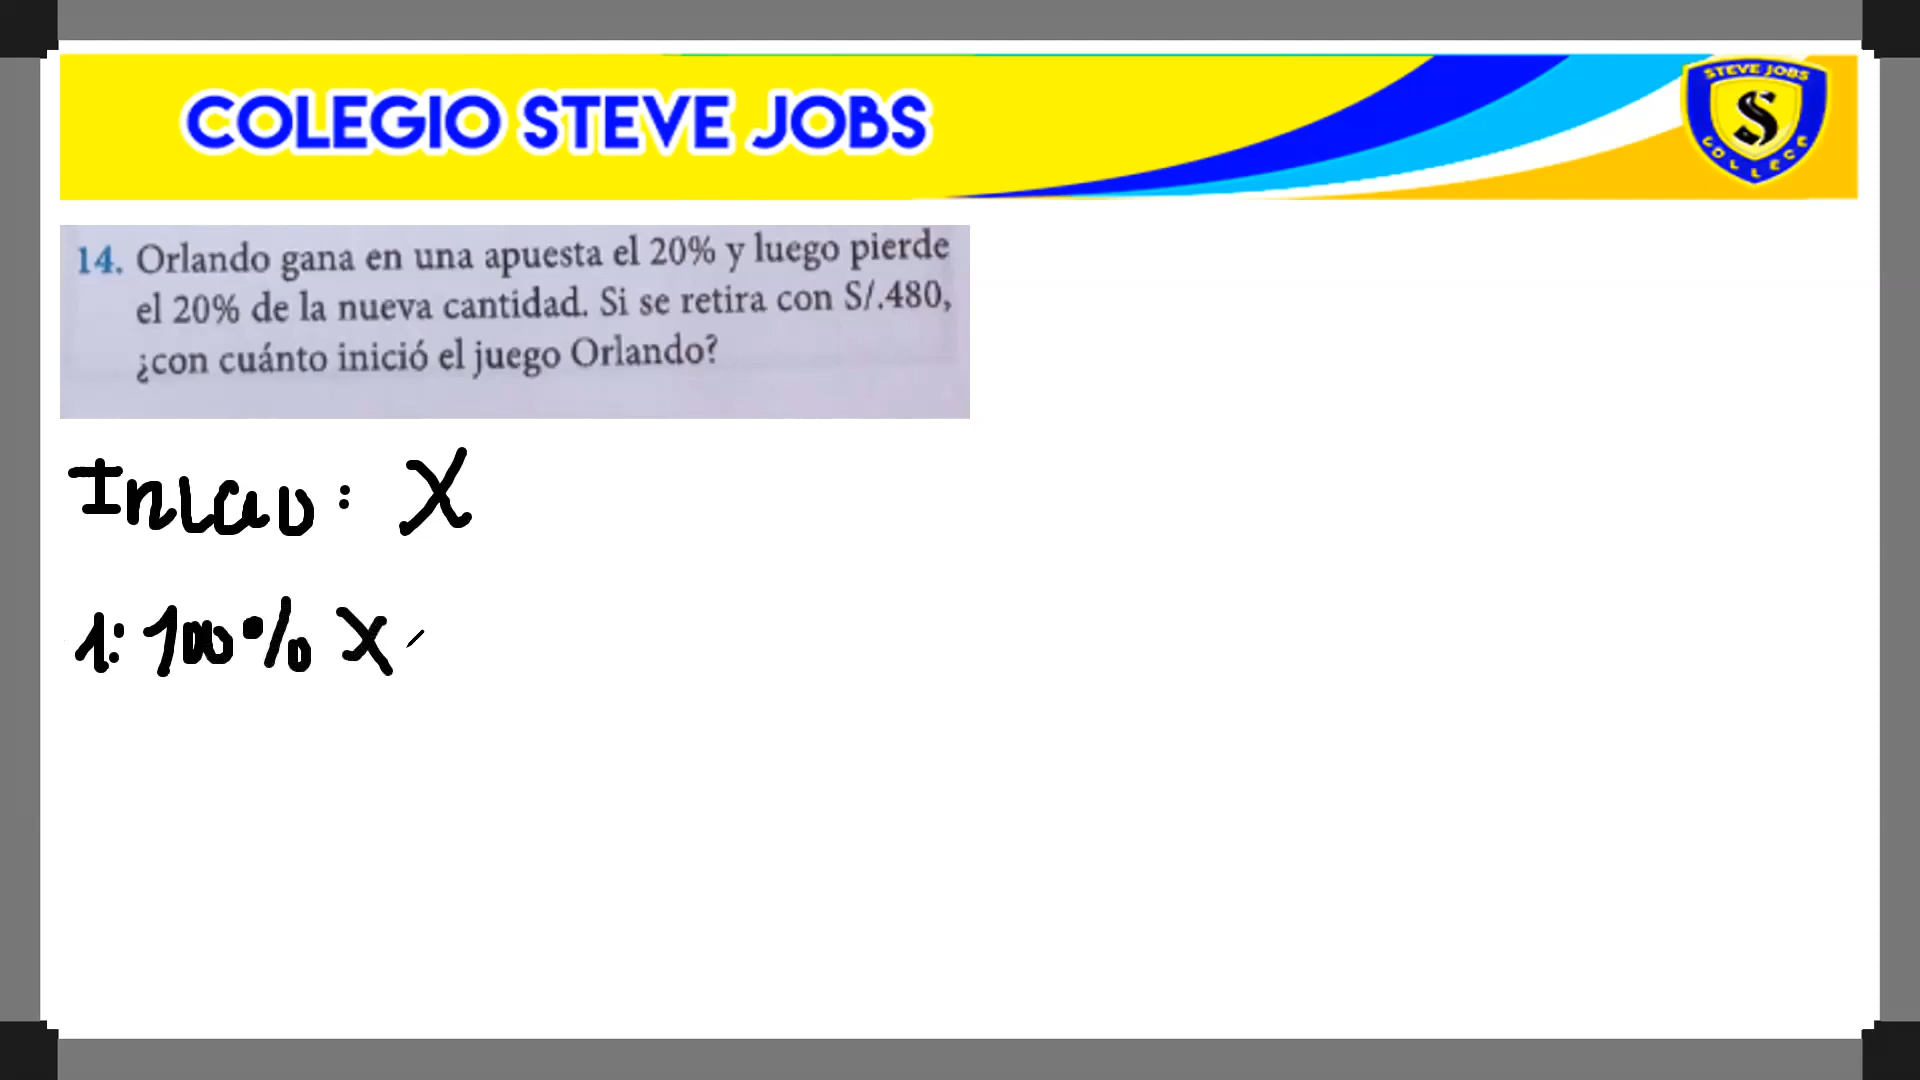 COLEGIO STEVE JOBS
STEVE JOBS
S
COLLEGE
14. Orlando gana en una apuesta el 20% y luego pierde
el 20% de la nueva cantidad. Si se retira con S/.480,
¿con cuánto inició el juego Orlando?
Inicio: X
1: 100% X